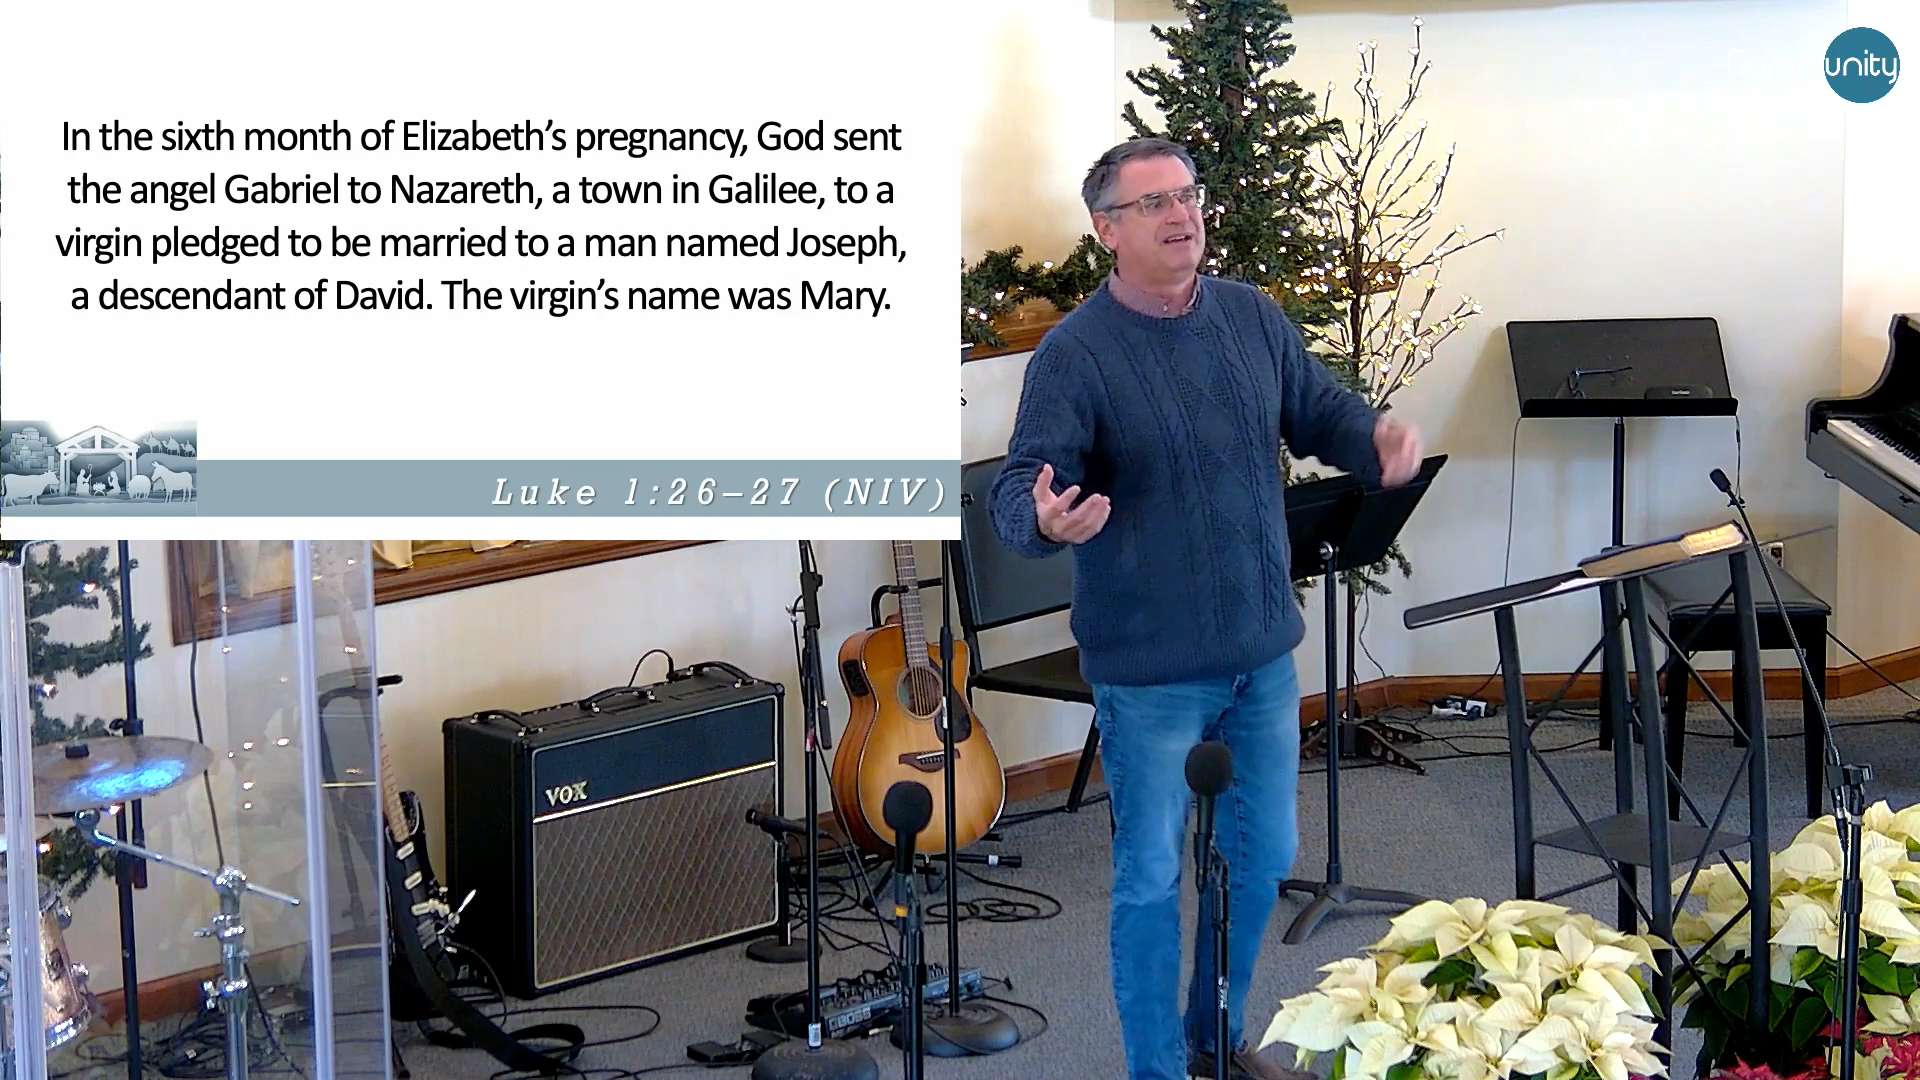 In the sixth month of Elizabeth’s pregnancy, God sent
the angel Gabriel to Nazareth, a town in Galilee, to a
virgin pledged to be married to a man named Joseph,
a descendant of David. The virgin’s name was Mary.
Luke 1:26–27 (NIV)
unity
VOX
BOSS